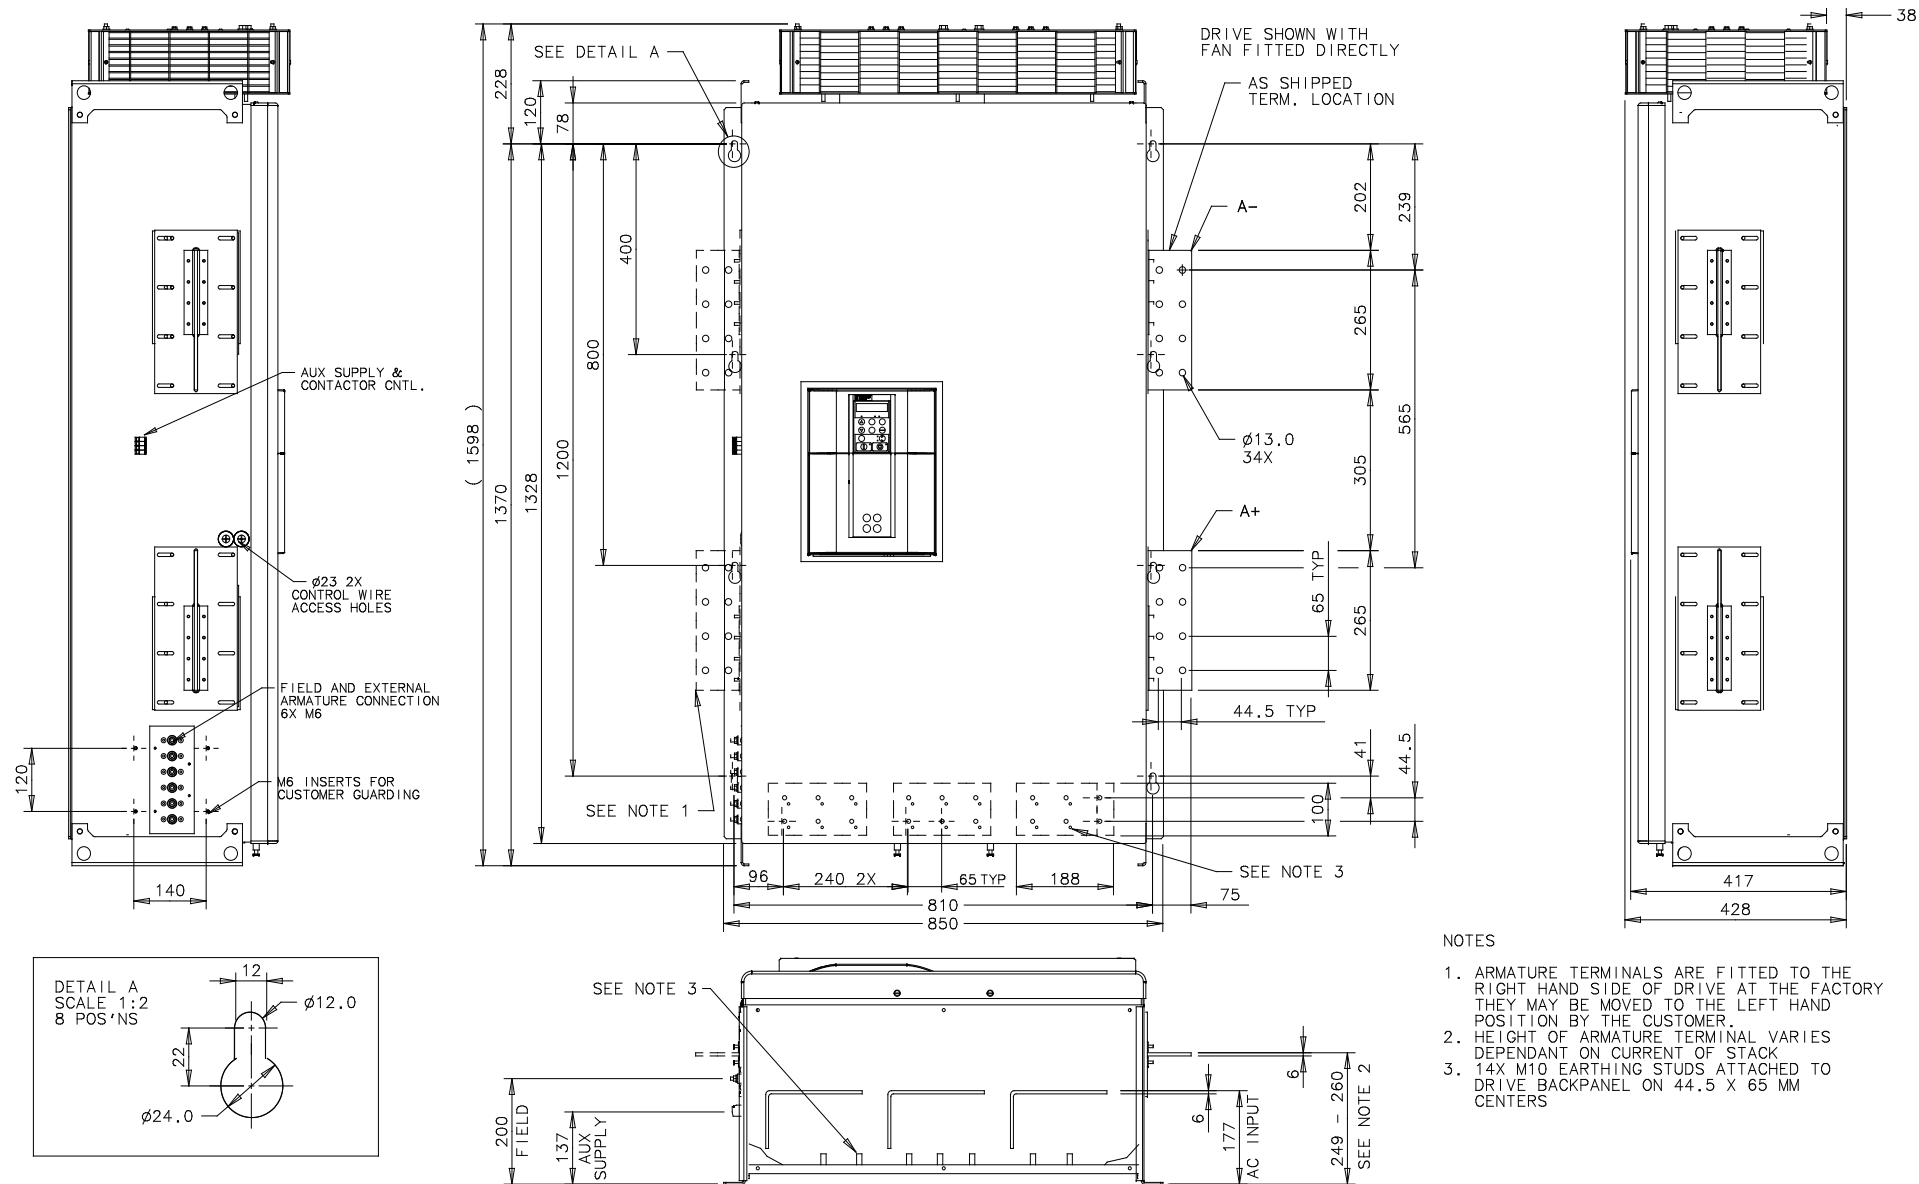 38
228
120
78
SEE DETAIL A
DRIVE SHOWN WITH
FAN FITTED DIRECTLY
AS SHIPPED
TERM. LOCATION
A-
202
239
400
265
800
AUX SUPPLY &
CONTACTOR CNTL.
( 1598 )
1370
1328
1200
ø13.0
34X
565
305
A+
ø23 2X
CONTROL WIRE
ACCESS HOLES
65 TYP
265
FIELD AND EXTERNAL
ARMATURE CONNECTION
6X M6
44.5 TYP
41
44.5
120
M6 INSERTS FOR
CUSTOMER GUARDING
SEE NOTE 1
100
SEE NOTE 3
140
96
240 2X
65 TYP
188
75
810
850
417
428
DETAIL A
SCALE 1:2
8 POS'NS
12
ø12.0
22
ø24.0
SEE NOTE 3
200
FIELD
137
AUX
SUPPLY
6
177
AC INPUT
6
249 - 260
SEE NOTE 2
NOTES
1. ARMATURE TERMINALS ARE FITTED TO THE
RIGHT HAND SIDE OF DRIVE AT THE FACTORY
THEY MAY BE MOVED TO THE LEFT HAND
POSITION BY THE CUSTOMER.
2. HEIGHT OF ARMATURE TERMINAL VARIES
DEPENDANT ON CURRENT OF STACK
3. 14X M10 EARTHING STUDS ATTACHED TO
DRIVE BACKPANEL ON 44.5 X 65 MM
CENTERS